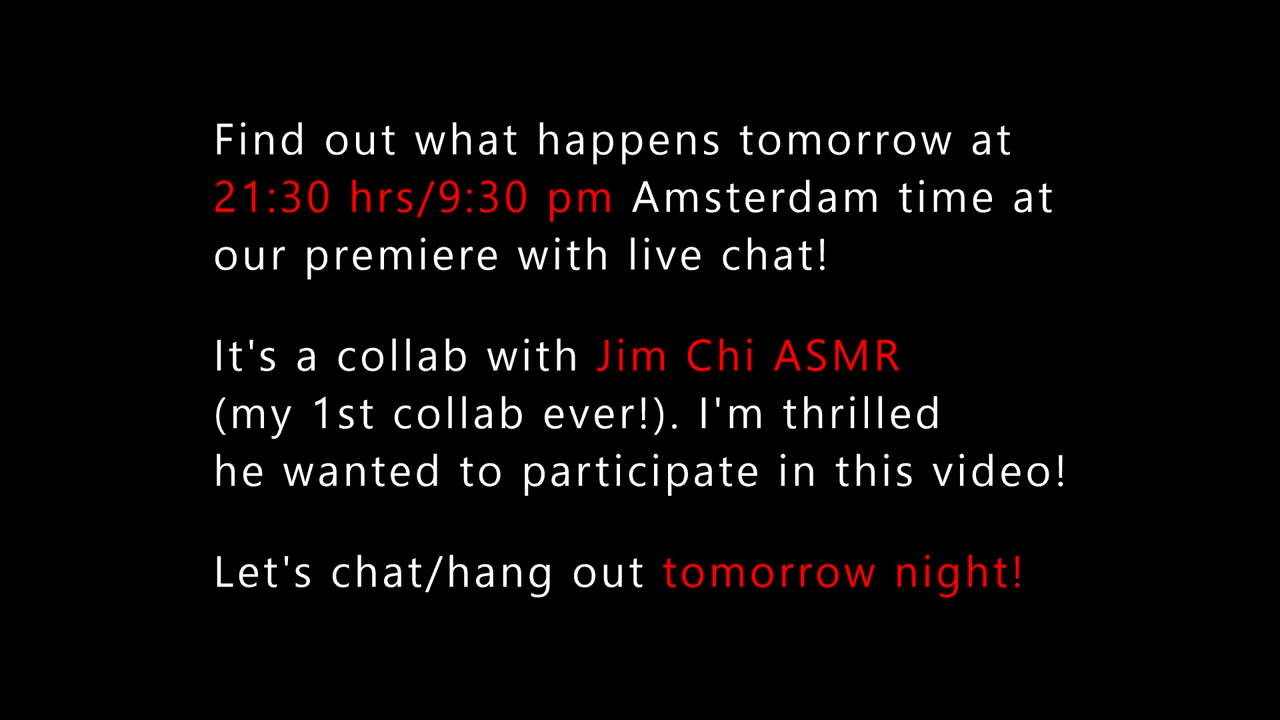 Find out what happens tomorrow at
21:30 hrs/9:30 pm Amsterdam time at
our premiere with live chat!
It's a collab with Jim Chi ASMR
(my 1st collab ever!). I'm thrilled
he wanted to participate in this video!
Let's chat/hang out tomorrow night!